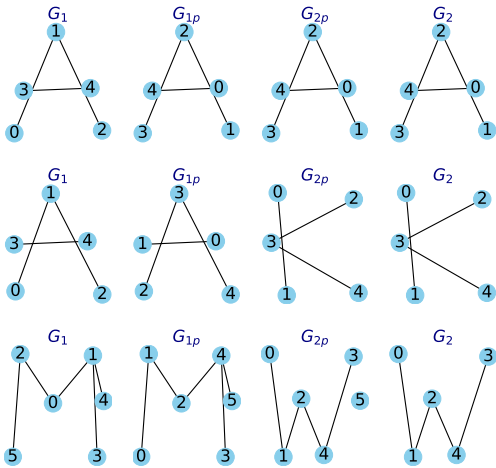 G₁ G₁ₚ G₂ₚ G₂
1 2 2 2
3 4 4 0 4 0 4 0
0 2 3 1 3 1 3 1
G₁ G₁ₚ G₂ₚ G₂
1 3 0 2 0 2
3 4 1 0 3 3
0 2 2 4 1 4 1 4
G₁ G₁ₚ G₂ₚ G₂
2 1 1 4 0 3 0 3
0 4 2 5 2 5 2
5 3 0 3 1 4 1 4